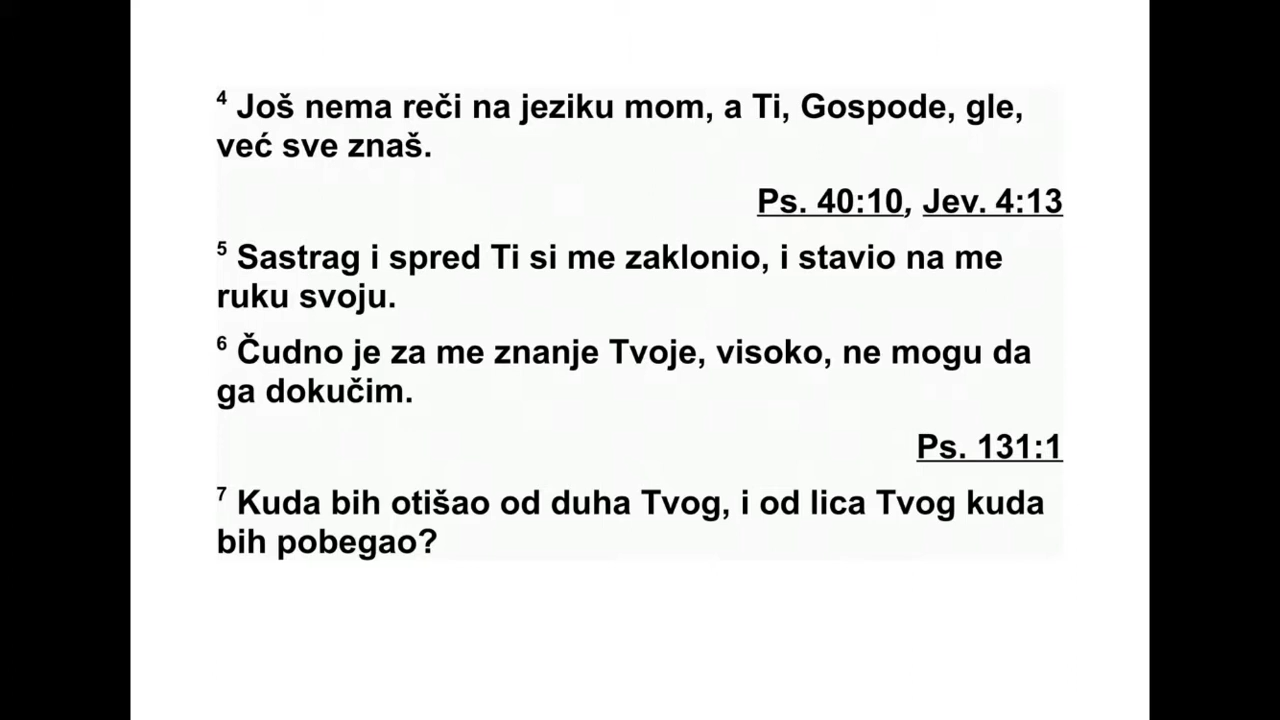 4 Još nema reči na jeziku mom, a Ti, Gospode, gle,
već sve znaš.
Ps. 40:10, Jev. 4:13
5 Sastrag i spred Ti si me zaklonio, i stavio na me
ruku svoju.
6 Čudno je za me znanje Tvoje, visoko, ne mogu da
ga dokučim.
Ps. 131:1
7 Kuda bih otišao od duha Tvog, i od lica Tvog kuda
bih pobegao?